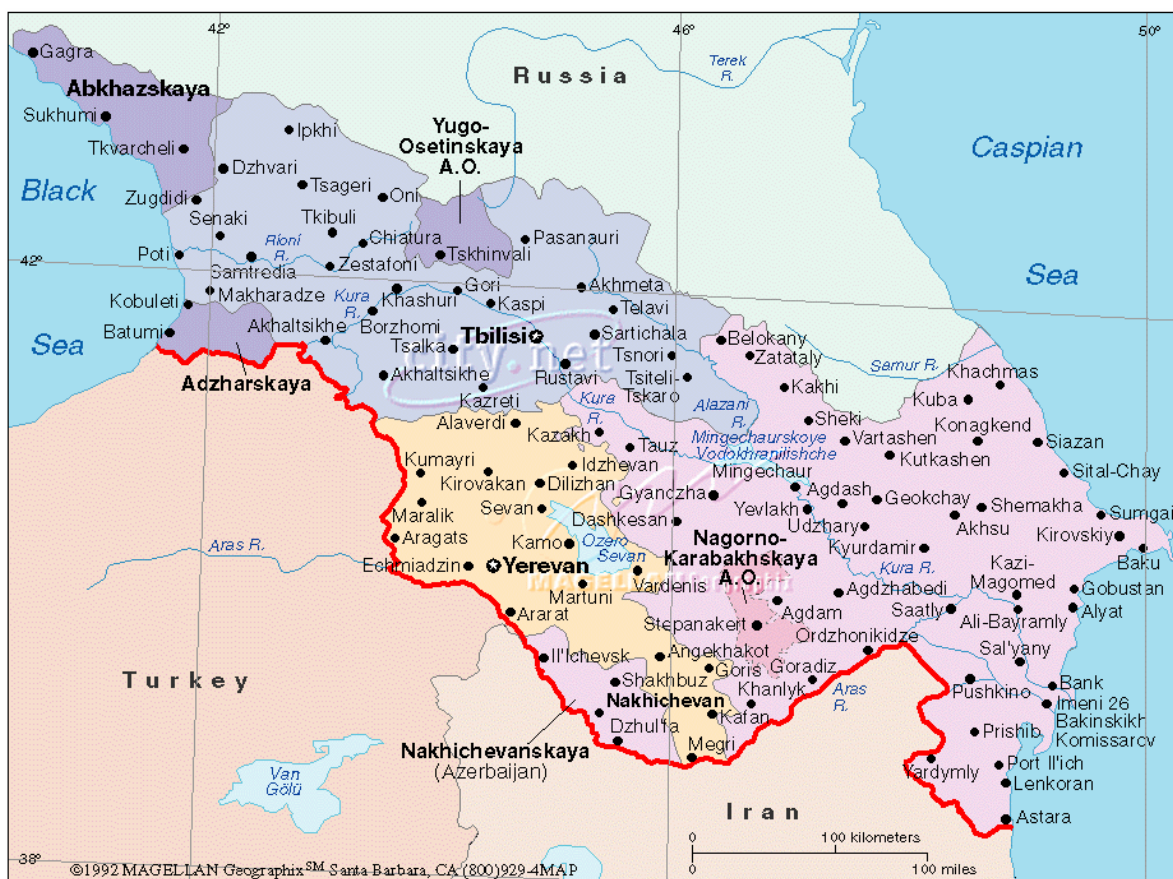 42°
46°
50°
Gagra
Russia
Terek
R.
Abkhazskaya
Sukhumi
Ipkhi
Yugo-
Osetinskaya
A.O.
Caspian
Sea
Tkvarcheli
Dzhvari
Black
Sea
Tsageri
Oni
Zugdidi
Senaki
Tkibuli
Chiatura
Pasanauri
Rioni
R.
Poti
Tskhinvali
42°
Zestafoni
Samtredia
Makharadze
Gori
Akhmeta
Kobuleti
Kura
R.
Khashuri
Kaspi
Telavi
Batumi
Akhaltsikhe
Borzhomi
Tbilisi
Sartichala
Belokany
Tsalka
city.net
Tsnori
Zatataly
Samur R.
Khachmas
Adzharskaya
Akhaltsikhe
Rustavi
Tsiteli-
Tskaro
Kakhi
Kuba
Kazreti
Kura
R.
Alazani
R.
Sheki
Konagkend
Alaverdi
Kazakh
Tauz
Mingechaurskoye
Vodokhranilishche
Vartashen
Siazan
Kutkashen
Kumayri
Kirovakan
Idzhevan
Mingechaur
Sital-Chay
Dilizhan
Gyandzha
Agdash
Geokchay
Shemakha
Maralik
Sevan
Dashkesan
Yevlakh
Udzhary
Akhsu
Sumgait
Aragats
Kirovskiy
Aras R.
Kamo
Ozero
Sevan
Nagorno-
Karabakhskaya
A.O.
Kyurdamir
Baku
Echmiadzin
Yerevan
Kura R.
Kazi-
Magomed
MAGELLAN Geographix
Vardenis
Martuni
Agdzhabedi
Gobustan
Ararat
Agdam
Saatly
Ali-Bayramly
Alyat
Stepanakert
Ordzhonikidze
Il'Ichevsk
Angekhakot
Sal'yany
Turkey
Shakhbuz
Goris
Goradiz
Aras
R.
Pushkino
Bank
Nakhichevan
Khanlyk
Imeni 26
Bakinskikh
Komissarov
Kafan
Dzhul'fa
Prishib
Nakhichevanskaya
(Azerbaijan)
Megri
Yardymly
Port Il'ich
Van
Gölü
Lenkoran
Iran
Astara
0
100 kilometers
0
100 miles
38°
©1992 MAGELLAN Geographix℠ Santa Barbara, CA (800)929-4MAP